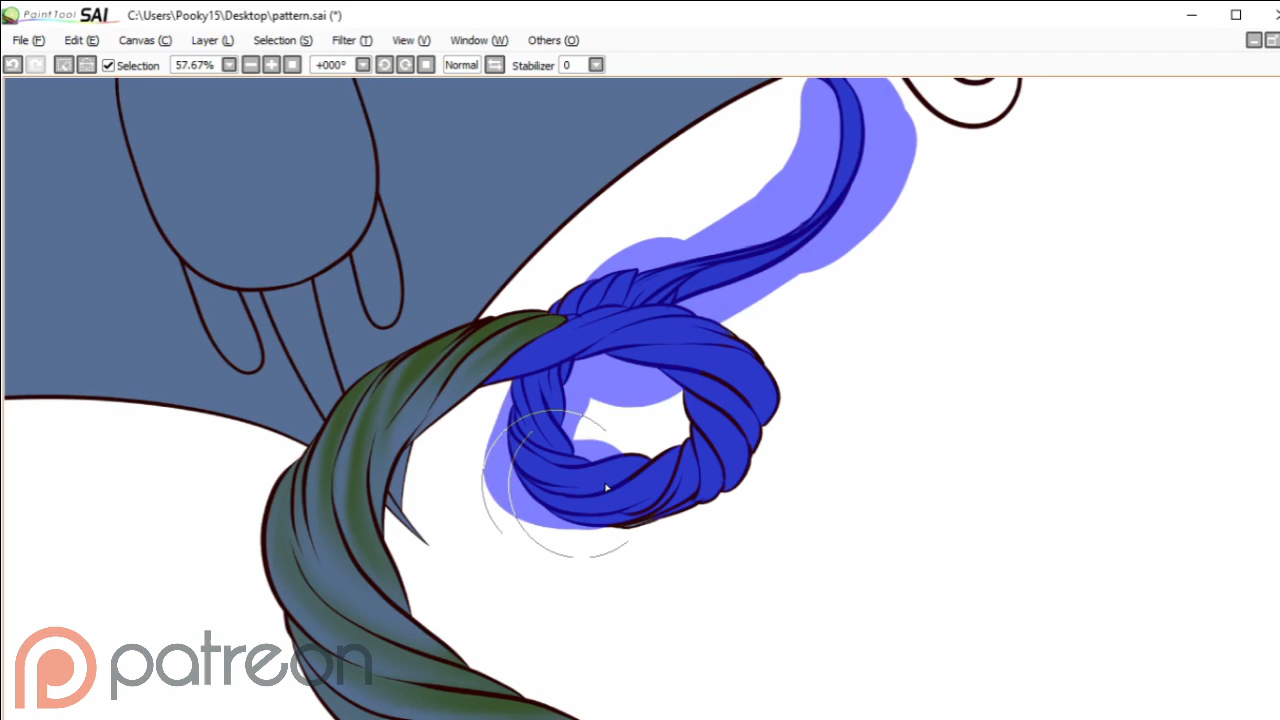 PaintTool SAI C:\Users\Pooky15\Desktop\pattern.sai (*)
File (F) Edit (E) Canvas (C) Layer (L) Selection (S) Filter (T) View (V) Window (W) Others (O)
Selection 57.67% +000° Normal Stabilizer 0
patreon